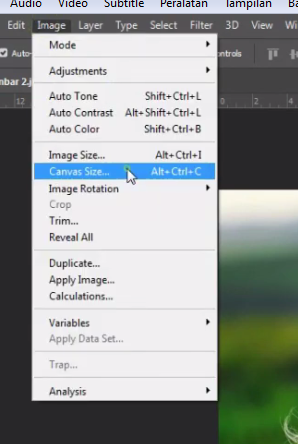 Audio Video Subtitle Peralatan Tampilan Ba
Edit Image Layer Type Select Filter 3D View Wi
Auto- ontrols
mbar 2.j
12 0 2 4
Mode
Adjustments
Auto Tone Shift+Ctrl+L
Auto Contrast Alt+Shift+Ctrl+L
Auto Color Shift+Ctrl+B
Image Size... Alt+Ctrl+I
Canvas Size... Alt+Ctrl+C
Image Rotation
Crop
Trim...
Reveal All
Duplicate...
Apply Image...
Calculations...
Variables
Apply Data Set...
Trap...
Analysis